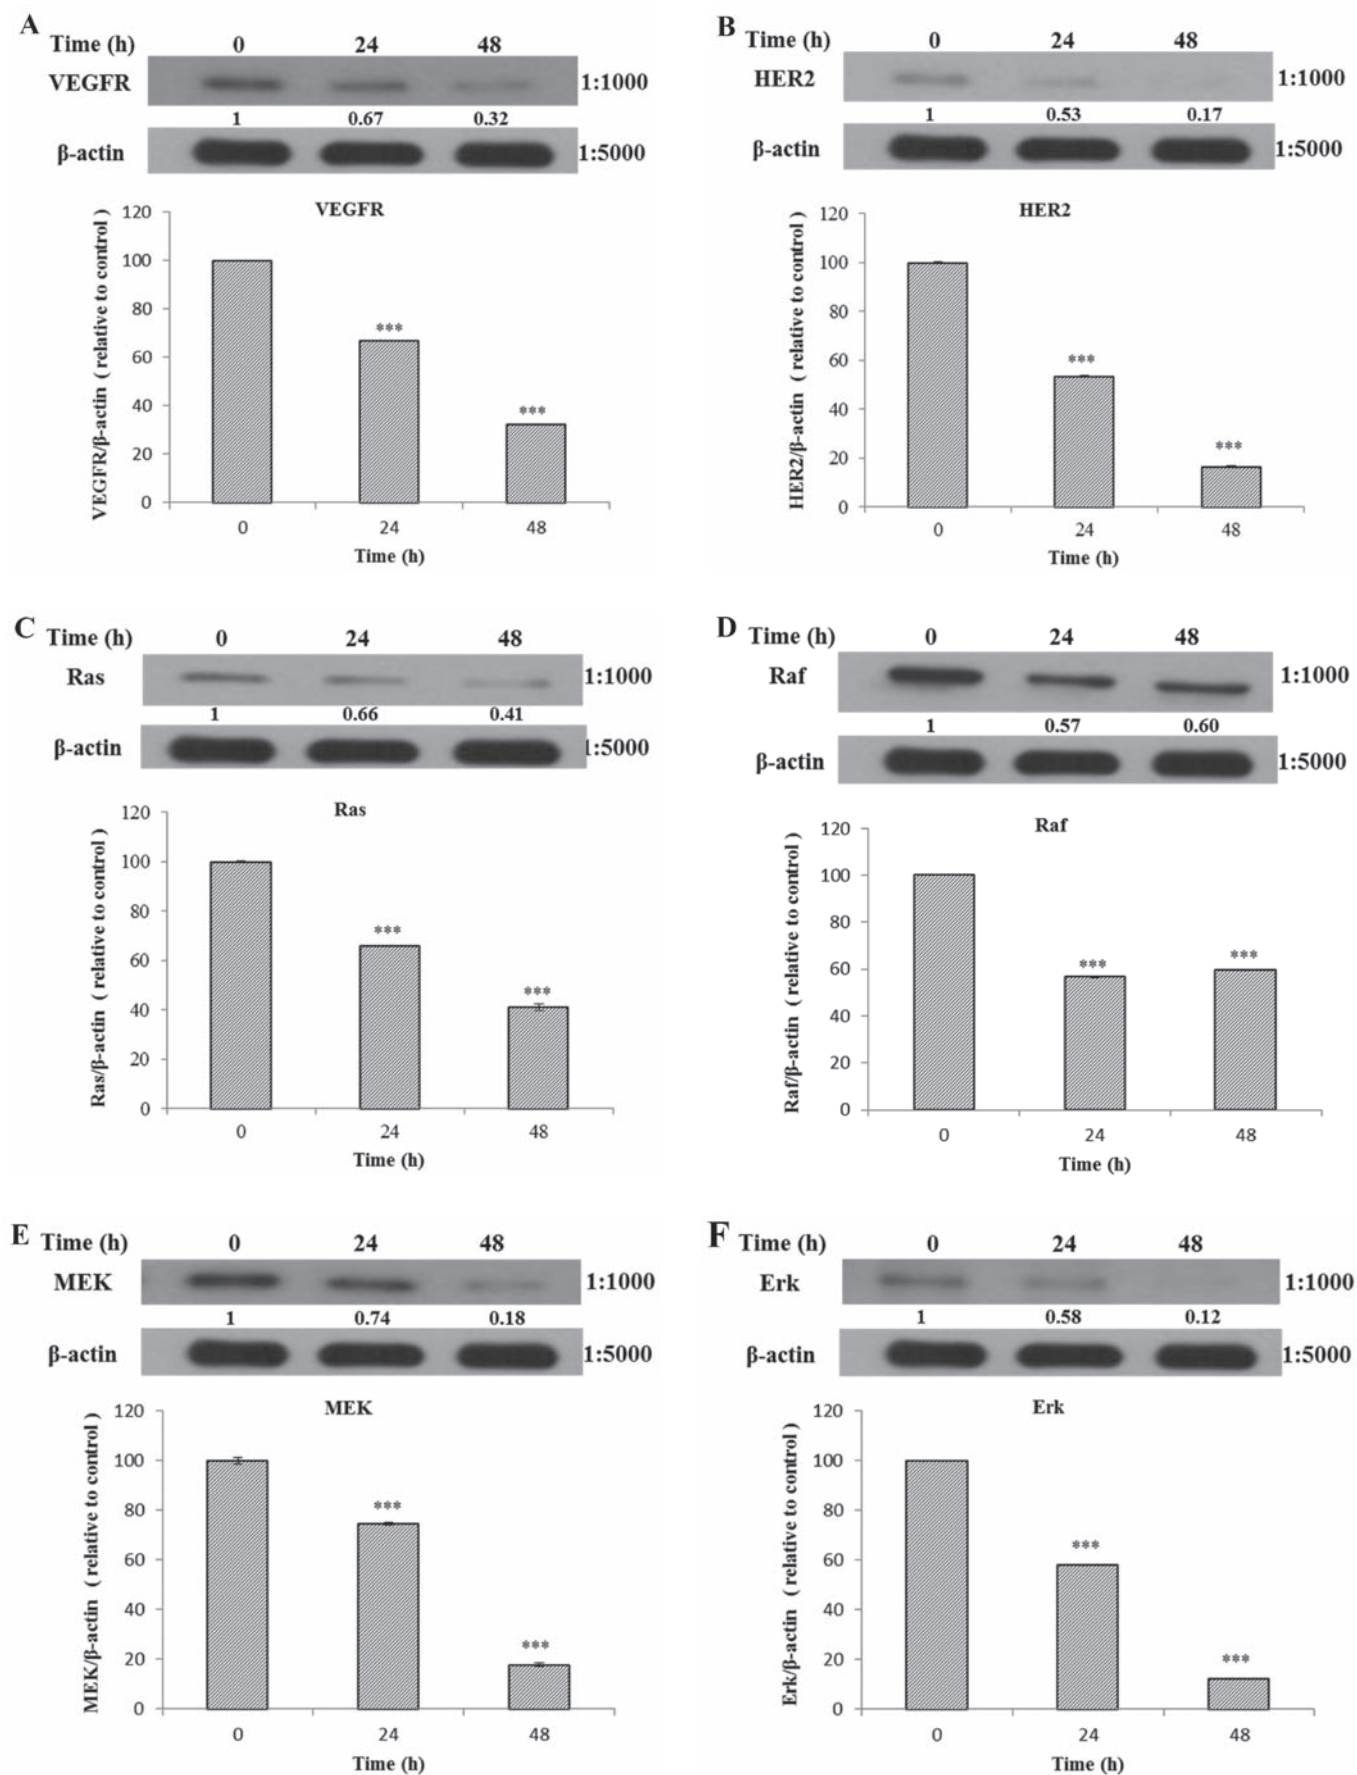 A
Time (h) 0 24 48
VEGFR 1:1000
1 0.67 0.32
β-actin 1:5000
VEGFR
VEGFR/β-actin ( relative to control )
120
100
80
60
40
20
0
***
***
0 24 48
Time (h)
B
Time (h) 0 24 48
HER2 1:1000
1 0.53 0.17
β-actin 1:5000
HER2
HER2/β-actin ( relative to control )
120
100
80
60
40
20
0
***
***
0 24 48
Time (h)
C
Time (h) 0 24 48
Ras 1:1000
1 0.66 0.41
β-actin 1:5000
Ras
Ras/β-actin ( relative to control )
120
100
80
60
40
20
0
***
***
0 24 48
Time (h)
D
Time (h) 0 24 48
Raf 1:1000
1 0.57 0.60
β-actin 1:5000
Raf
Raf/β-actin ( relative to control )
120
100
80
60
40
20
0
***
***
0 24 48
Time (h)
E
Time (h) 0 24 48
MEK 1:1000
1 0.74 0.18
β-actin 1:5000
MEK
MEK/β-actin ( relative to control )
120
100
80
60
40
20
0
***
***
0 24 48
Time (h)
F
Time (h) 0 24 48
Erk 1:1000
1 0.58 0.12
β-actin 1:5000
Erk
Erk/β-actin ( relative to control )
120
100
80
60
40
20
0
***
***
0 24 48
Time (h)